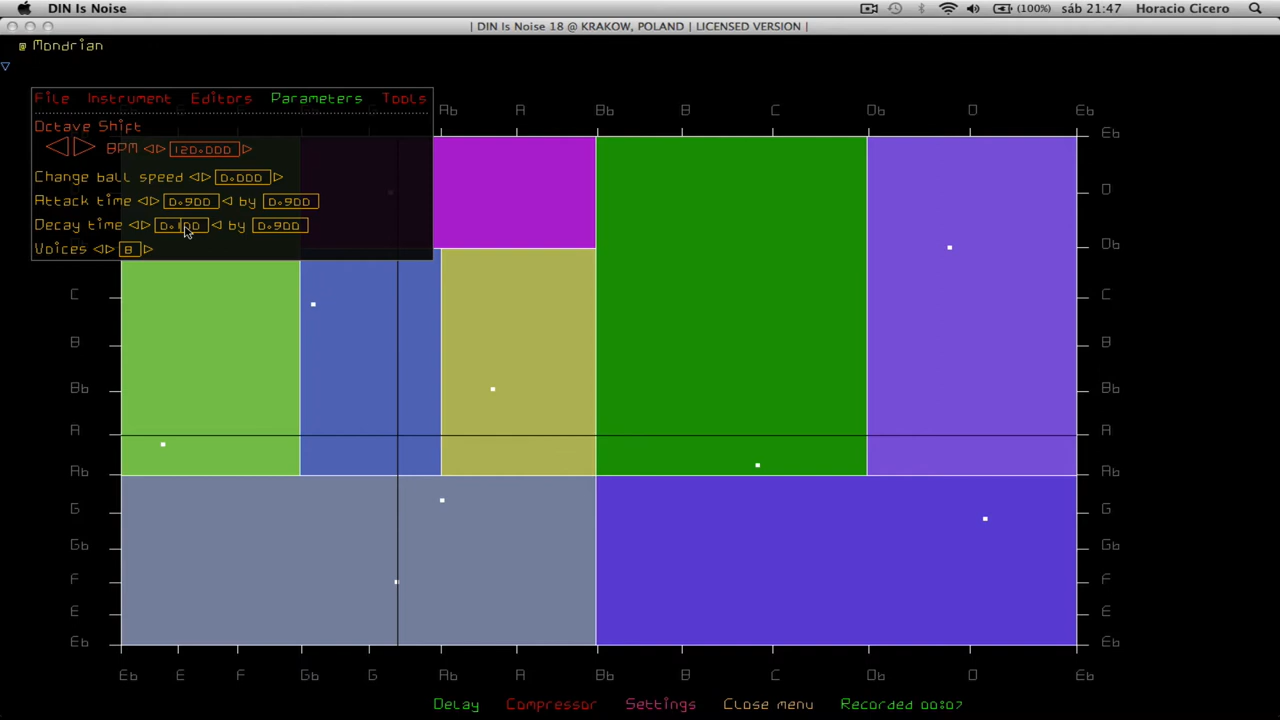 DIN Is Noise (100%) sáb 21:47 Horacio Cicero
| DIN Is Noise 18 @ KRAKOW, POLAND | LICENSED VERSION |
@ Mondrian
File Instrument Editors Parameters Tools
Octave Shift
BPM 120.000
Change ball speed 0.000
Attack time 0.900 by 0.900
Decay time 0.100 by 0.900
Voices 8
Ab A Bb B C Db D Eb
Eb
D
Db
C C
B B
Bb Bb
A A
Ab Ab
G G
Gb Gb
F F
E E
Eb Eb
Eb E F Gb G Ab A Bb B C Db D Eb
Delay Compressor Settings Close menu Recorded 00:07